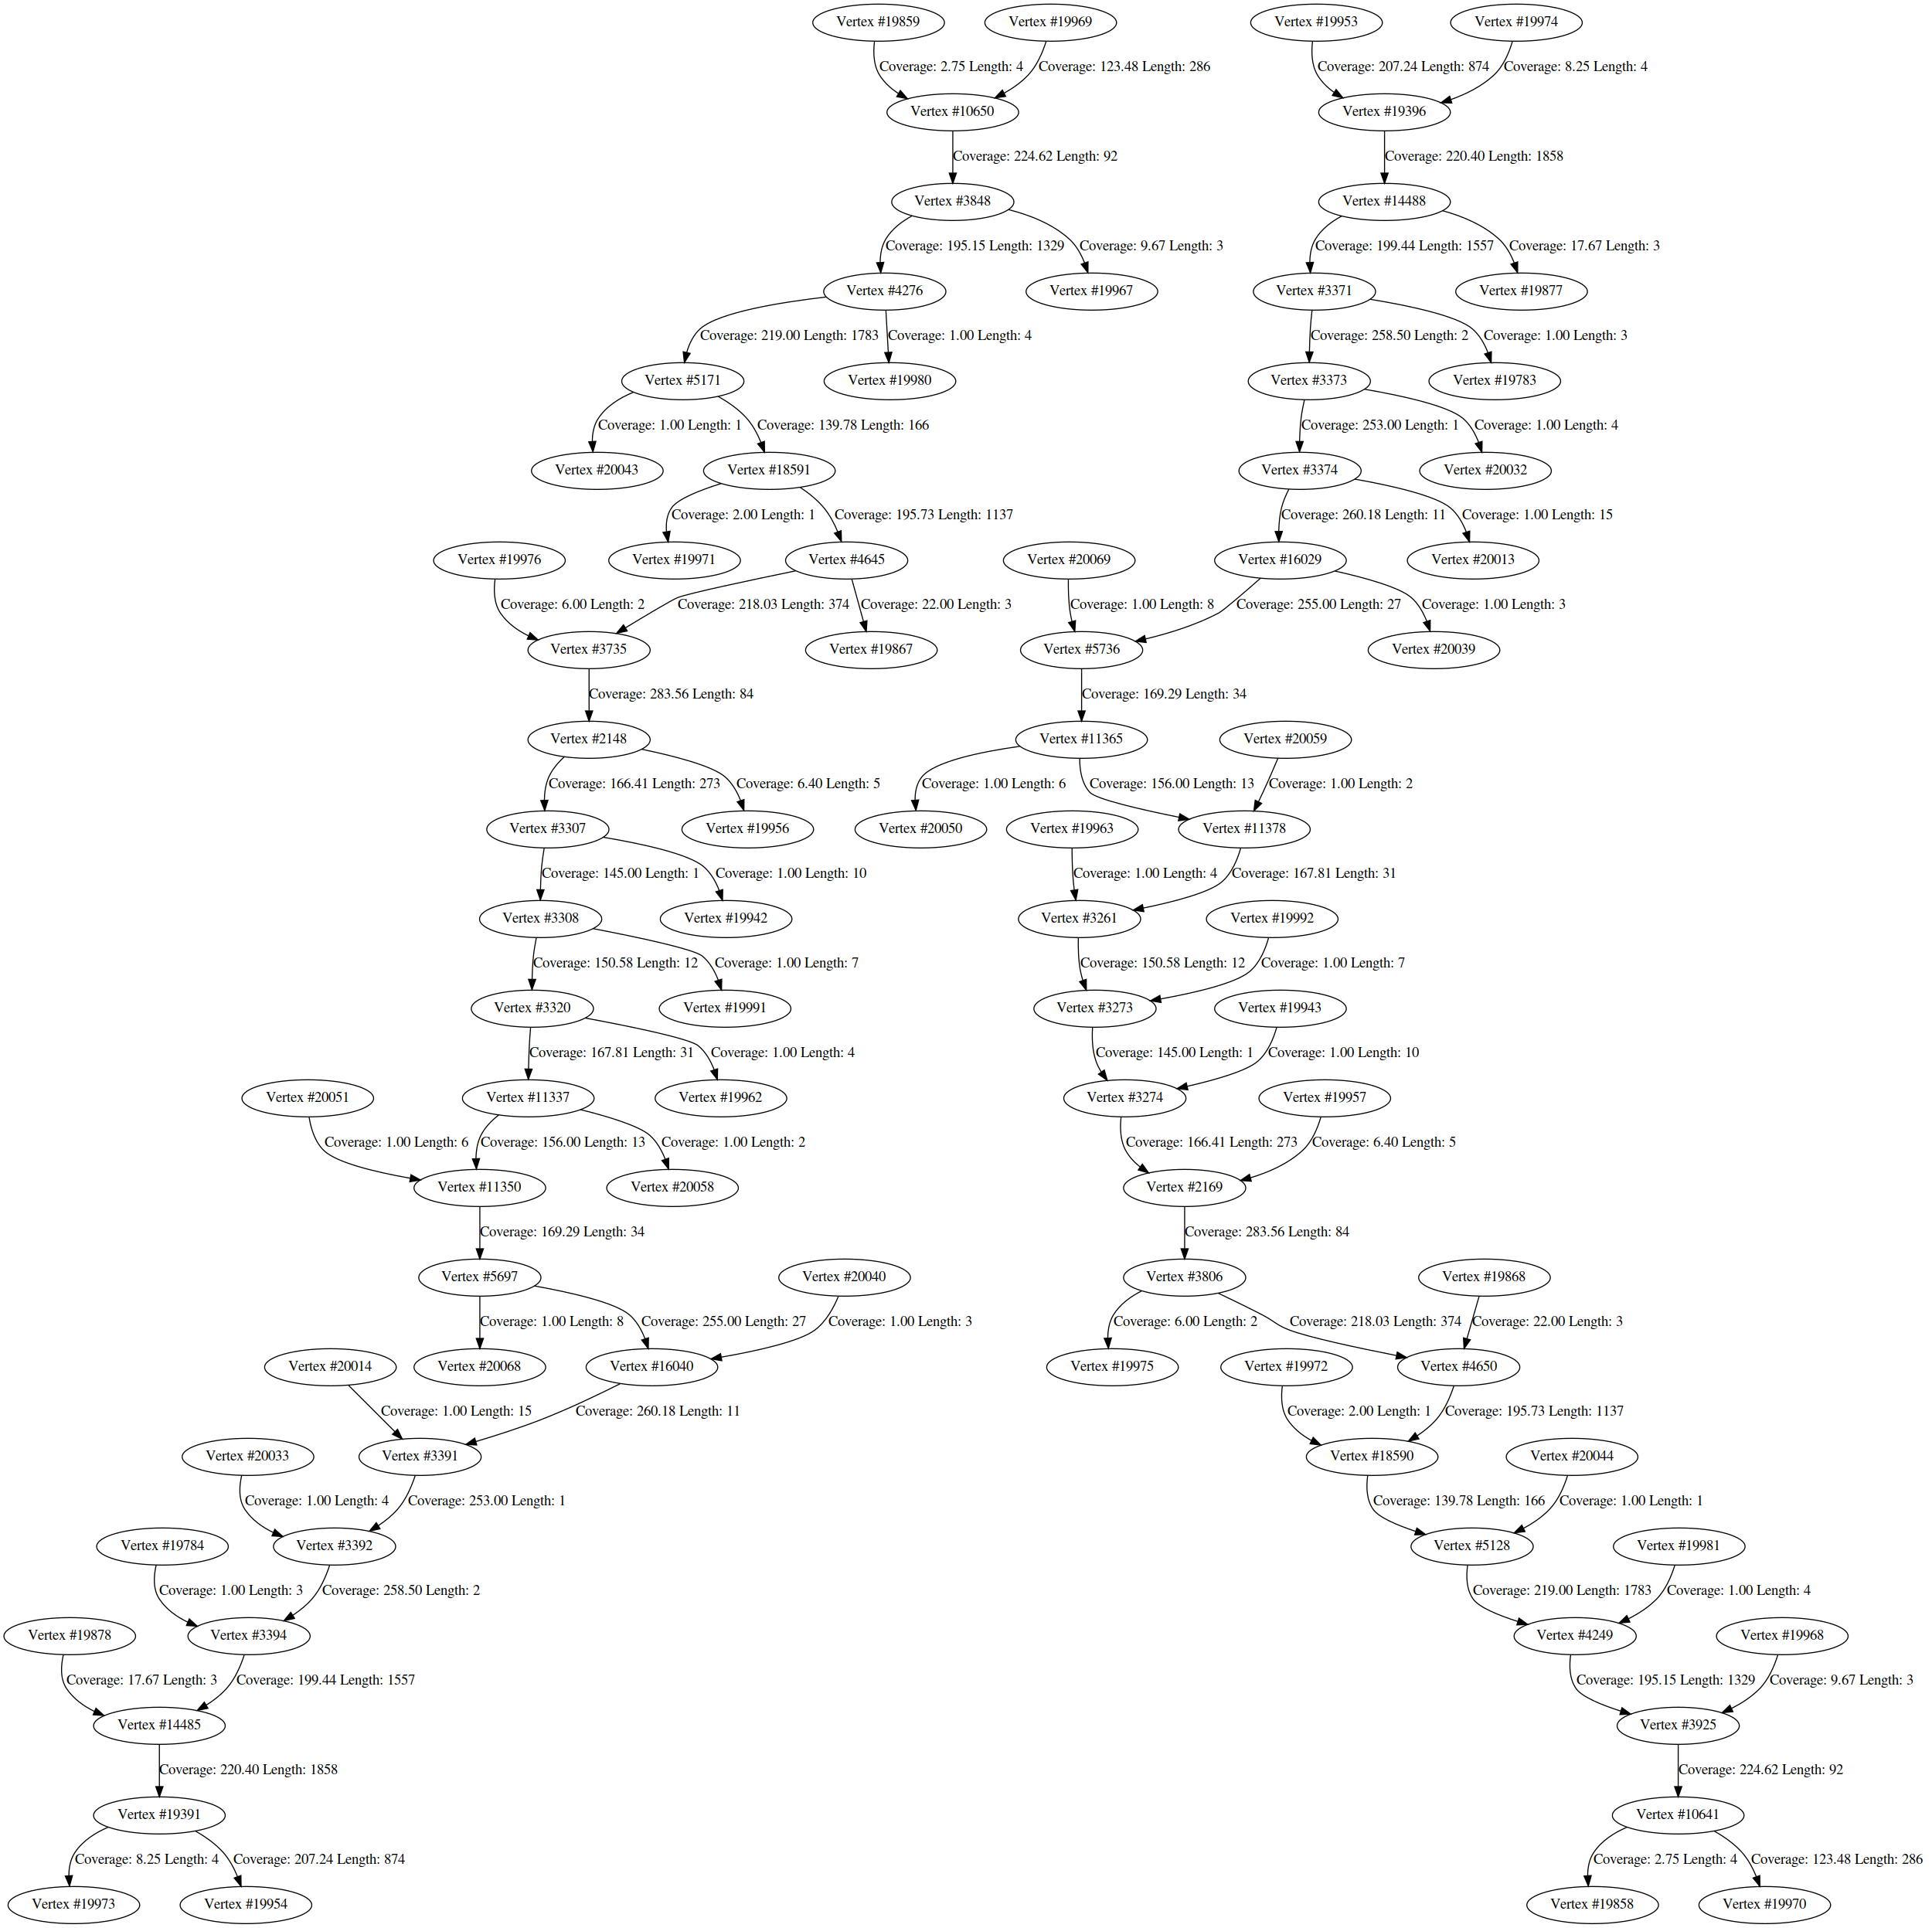 Vertex #19859 Vertex #19969 Vertex #19953 Vertex #19974
Coverage: 2.75 Length: 4 Coverage: 123.48 Length: 286 Coverage: 207.24 Length: 874 Coverage: 8.25 Length: 4
Vertex #10650 Vertex #19396
Coverage: 224.62 Length: 92 Coverage: 220.40 Length: 1858
Vertex #3848 Vertex #14488
Coverage: 195.15 Length: 1329 Coverage: 9.67 Length: 3 Coverage: 199.44 Length: 1557 Coverage: 17.67 Length: 3
Vertex #4276 Vertex #19967 Vertex #3371 Vertex #19877
Coverage: 219.00 Length: 1783 Coverage: 1.00 Length: 4 Coverage: 258.50 Length: 2 Coverage: 1.00 Length: 3
Vertex #5171 Vertex #19980 Vertex #3373 Vertex #19783
Coverage: 1.00 Length: 1 Coverage: 139.78 Length: 166 Coverage: 253.00 Length: 1 Coverage: 1.00 Length: 4
Vertex #20043 Vertex #18591 Vertex #3374 Vertex #20032
Coverage: 2.00 Length: 1 Coverage: 195.73 Length: 1137 Coverage: 260.18 Length: 11 Coverage: 1.00 Length: 15
Vertex #19976 Vertex #19971 Vertex #4645 Vertex #20069 Vertex #16029 Vertex #20013
Coverage: 6.00 Length: 2 Coverage: 218.03 Length: 374 Coverage: 22.00 Length: 3 Coverage: 1.00 Length: 8 Coverage: 255.00 Length: 27 Coverage: 1.00 Length: 3
Vertex #3735 Vertex #19867 Vertex #5736 Vertex #20039
Coverage: 283.56 Length: 84 Coverage: 169.29 Length: 34
Vertex #2148 Vertex #11365 Vertex #20059
Coverage: 166.41 Length: 273 Coverage: 6.40 Length: 5 Coverage: 1.00 Length: 6 Coverage: 156.00 Length: 13 Coverage: 1.00 Length: 2
Vertex #3307 Vertex #19956 Vertex #20050 Vertex #19963 Vertex #11378
Coverage: 145.00 Length: 1 Coverage: 1.00 Length: 10 Coverage: 1.00 Length: 4 Coverage: 167.81 Length: 31
Vertex #3308 Vertex #19942 Vertex #3261 Vertex #19992
Coverage: 150.58 Length: 12 Coverage: 1.00 Length: 7 Coverage: 150.58 Length: 12 Coverage: 1.00 Length: 7
Vertex #3320 Vertex #19991 Vertex #3273 Vertex #19943
Coverage: 167.81 Length: 31 Coverage: 1.00 Length: 4 Coverage: 145.00 Length: 1 Coverage: 1.00 Length: 10
Vertex #20051 Vertex #11337 Vertex #19962 Vertex #3274 Vertex #19957
Coverage: 1.00 Length: 6 Coverage: 156.00 Length: 13 Coverage: 1.00 Length: 2 Coverage: 166.41 Length: 273 Coverage: 6.40 Length: 5
Vertex #11350 Vertex #20058 Vertex #2169
Coverage: 169.29 Length: 34 Coverage: 283.56 Length: 84
Vertex #5697 Vertex #20040 Vertex #3806 Vertex #19868
Coverage: 1.00 Length: 8 Coverage: 255.00 Length: 27 Coverage: 1.00 Length: 3 Coverage: 6.00 Length: 2 Coverage: 218.03 Length: 374 Coverage: 22.00 Length: 3
Vertex #20014 Vertex #20068 Vertex #16040 Vertex #19975 Vertex #19972 Vertex #4650
Coverage: 1.00 Length: 15 Coverage: 260.18 Length: 11 Coverage: 2.00 Length: 1 Coverage: 195.73 Length: 1137
Vertex #20033 Vertex #3391 Vertex #18590 Vertex #20044
Coverage: 1.00 Length: 4 Coverage: 253.00 Length: 1 Coverage: 139.78 Length: 166 Coverage: 1.00 Length: 1
Vertex #19784 Vertex #3392 Vertex #5128 Vertex #19981
Coverage: 1.00 Length: 3 Coverage: 258.50 Length: 2 Coverage: 219.00 Length: 1783 Coverage: 1.00 Length: 4
Vertex #19878 Vertex #3394 Vertex #4249 Vertex #19968
Coverage: 17.67 Length: 3 Coverage: 199.44 Length: 1557 Coverage: 195.15 Length: 1329 Coverage: 9.67 Length: 3
Vertex #14485 Vertex #3925
Coverage: 220.40 Length: 1858 Coverage: 224.62 Length: 92
Vertex #19391 Vertex #10641
Coverage: 8.25 Length: 4 Coverage: 207.24 Length: 874 Coverage: 2.75 Length: 4 Coverage: 123.48 Length: 286
Vertex #19973 Vertex #19954 Vertex #19858 Vertex #19970